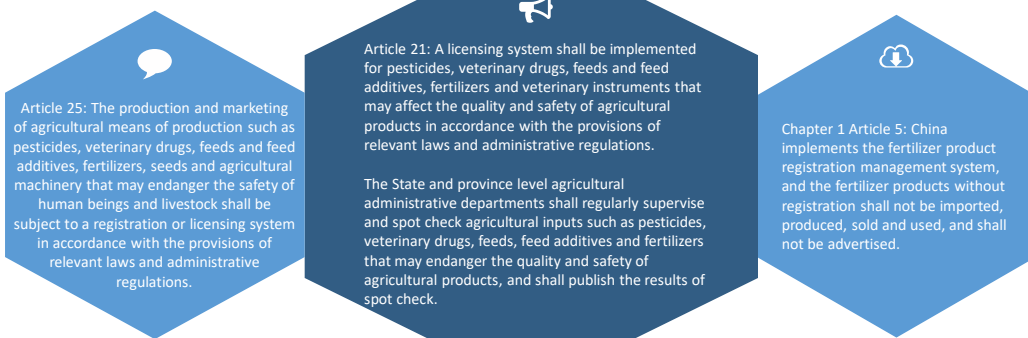 Article 25: The production and marketing
of agricultural means of production such as
pesticides, veterinary drugs, feeds and feed
additives, fertilizers, seeds and agricultural
machinery that may endanger the safety of
human beings and livestock shall be
subject to a registration or licensing system
in accordance with the provisions of
relevant laws and administrative
regulations.
Article 21: A licensing system shall be implemented
for pesticides, veterinary drugs, feeds and feed
additives, fertilizers and veterinary instruments that
may affect the quality and safety of agricultural
products in accordance with the provisions of
relevant laws and administrative regulations.
The State and province level agricultural
administrative departments shall regularly supervise
and spot check agricultural inputs such as pesticides,
veterinary drugs, feeds, feed additives and fertilizers
that may endanger the quality and safety of
agricultural products, and shall publish the results of
spot check.
Chapter 1 Article 5: China
implements the fertilizer product
registration management system,
and the fertilizer products without
registration shall not be imported,
produced, sold and used, and shall
not be advertised.